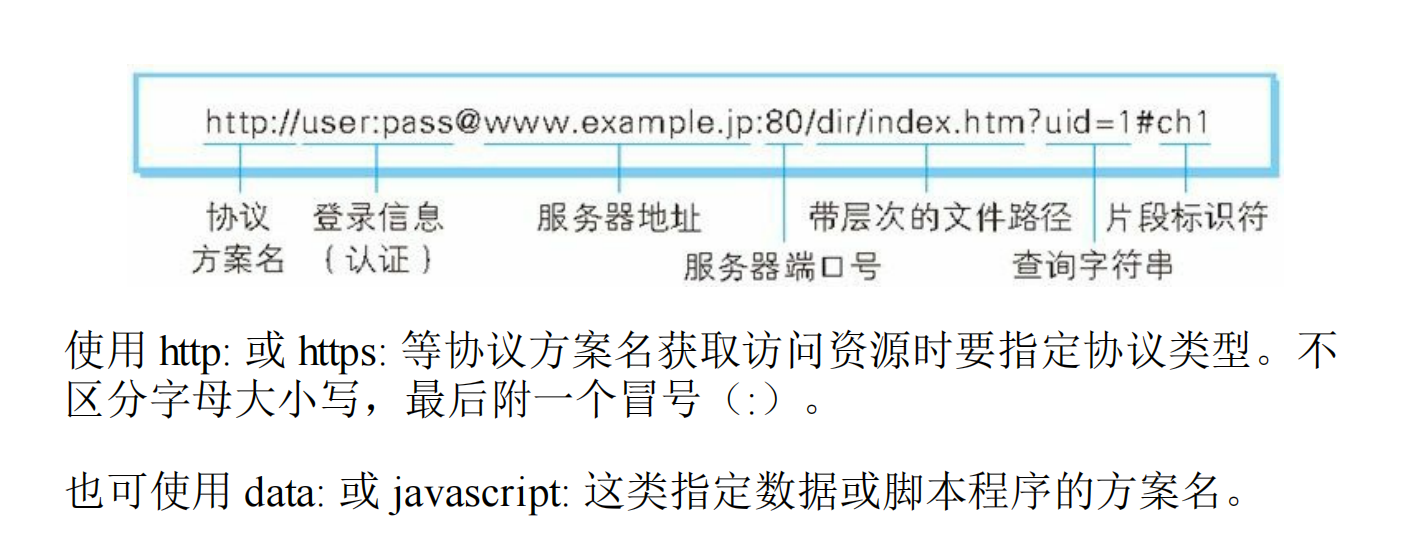 http://user:pass@www.example.jp:80/dir/index.htm?uid=1#ch1
协议
方案名
登录信息
(认证)
服务器地址
服务器端口号
带层次的文件路径
查询字符串
片段标识符
使用 http: 或 https: 等协议方案名获取访问资源时要指定协议类型。不
区分字母大小写，最后附一个冒号（:）。
也可使用 data: 或 javascript: 这类指定数据或脚本程序的方案名。